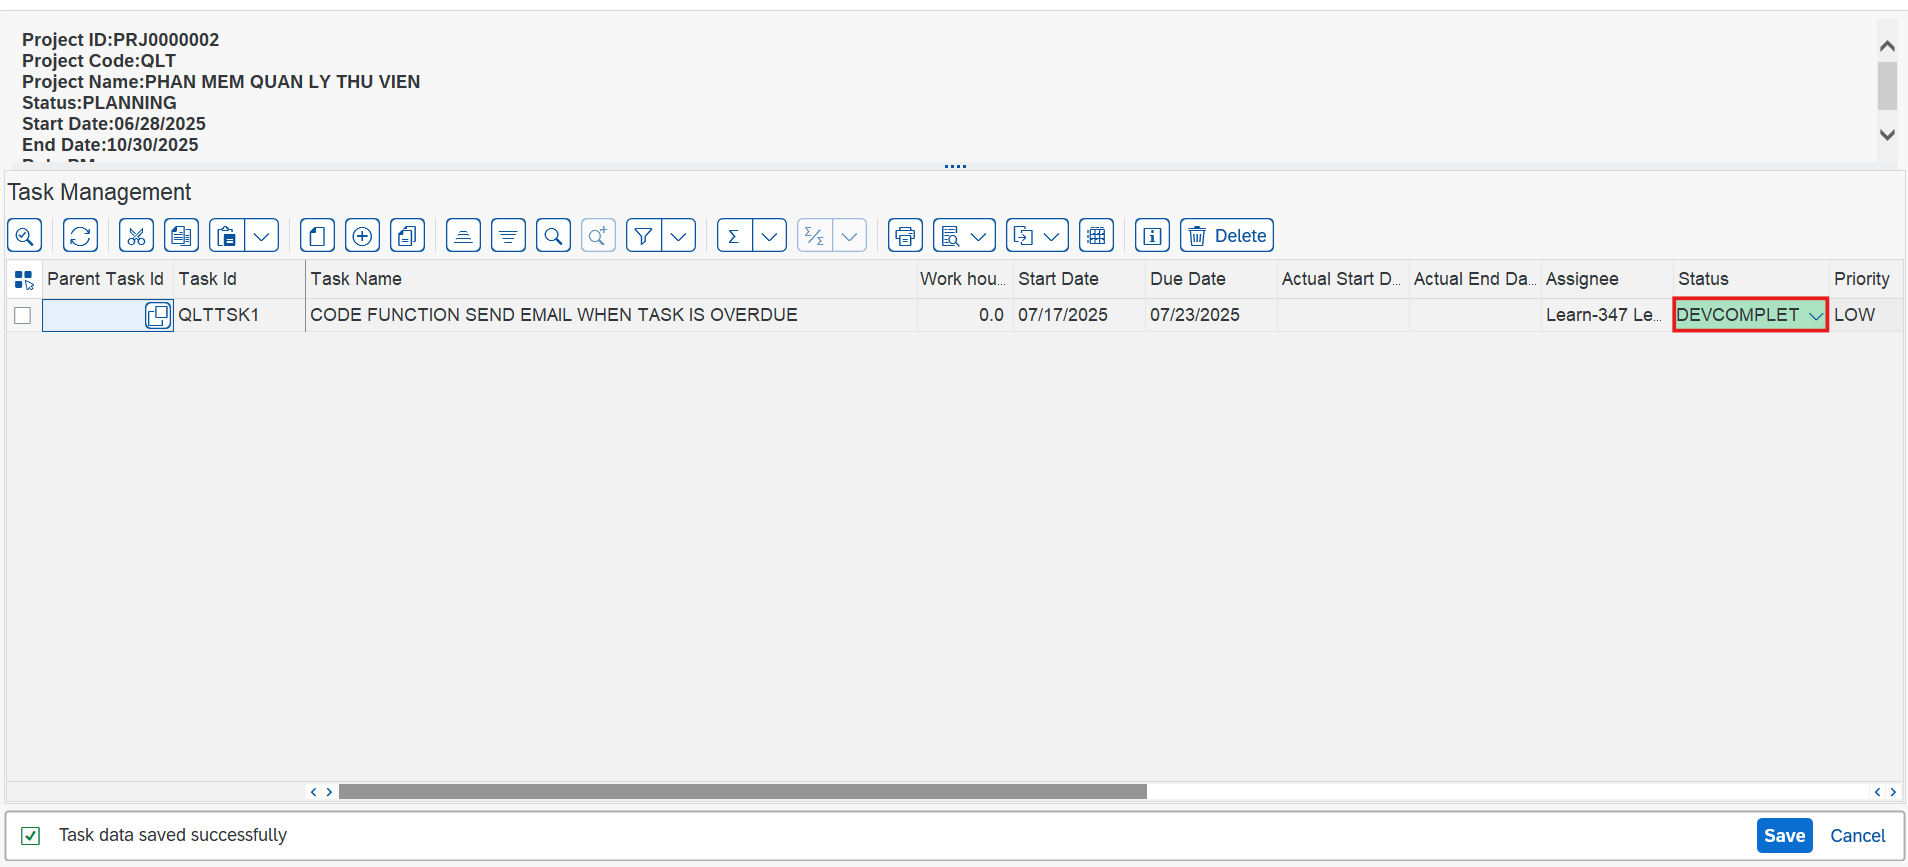 Project ID:PRJ0000002
Project Code:QLT
Project Name:PHAN MEM QUAN LY THU VIEN
Status:PLANNING
Start Date:06/28/2025
End Date:10/30/2025
Task Management
Delete
Parent Task Id Task Id Task Name Work hou... Start Date Due Date Actual Start D... Actual End Da... Assignee Status Priority
QLTTSK1 CODE FUNCTION SEND EMAIL WHEN TASK IS OVERDUE 0.0 07/17/2025 07/23/2025 Learn-347 Le... DEVCOMPLET LOW
Task data saved successfully Save Cancel